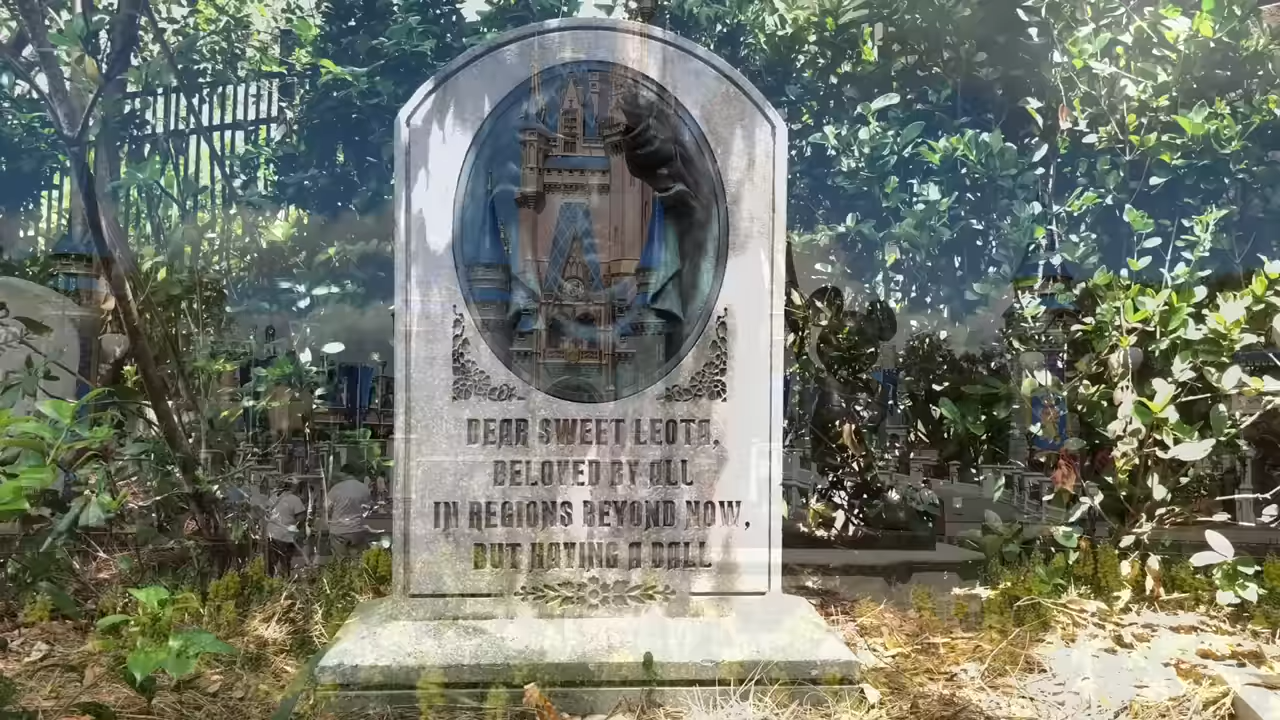 DEAR SWEET LEOTA,
BELOVED BY ALL
IN REGIONS BEYOND NOW,
BUT HAVING A BALL